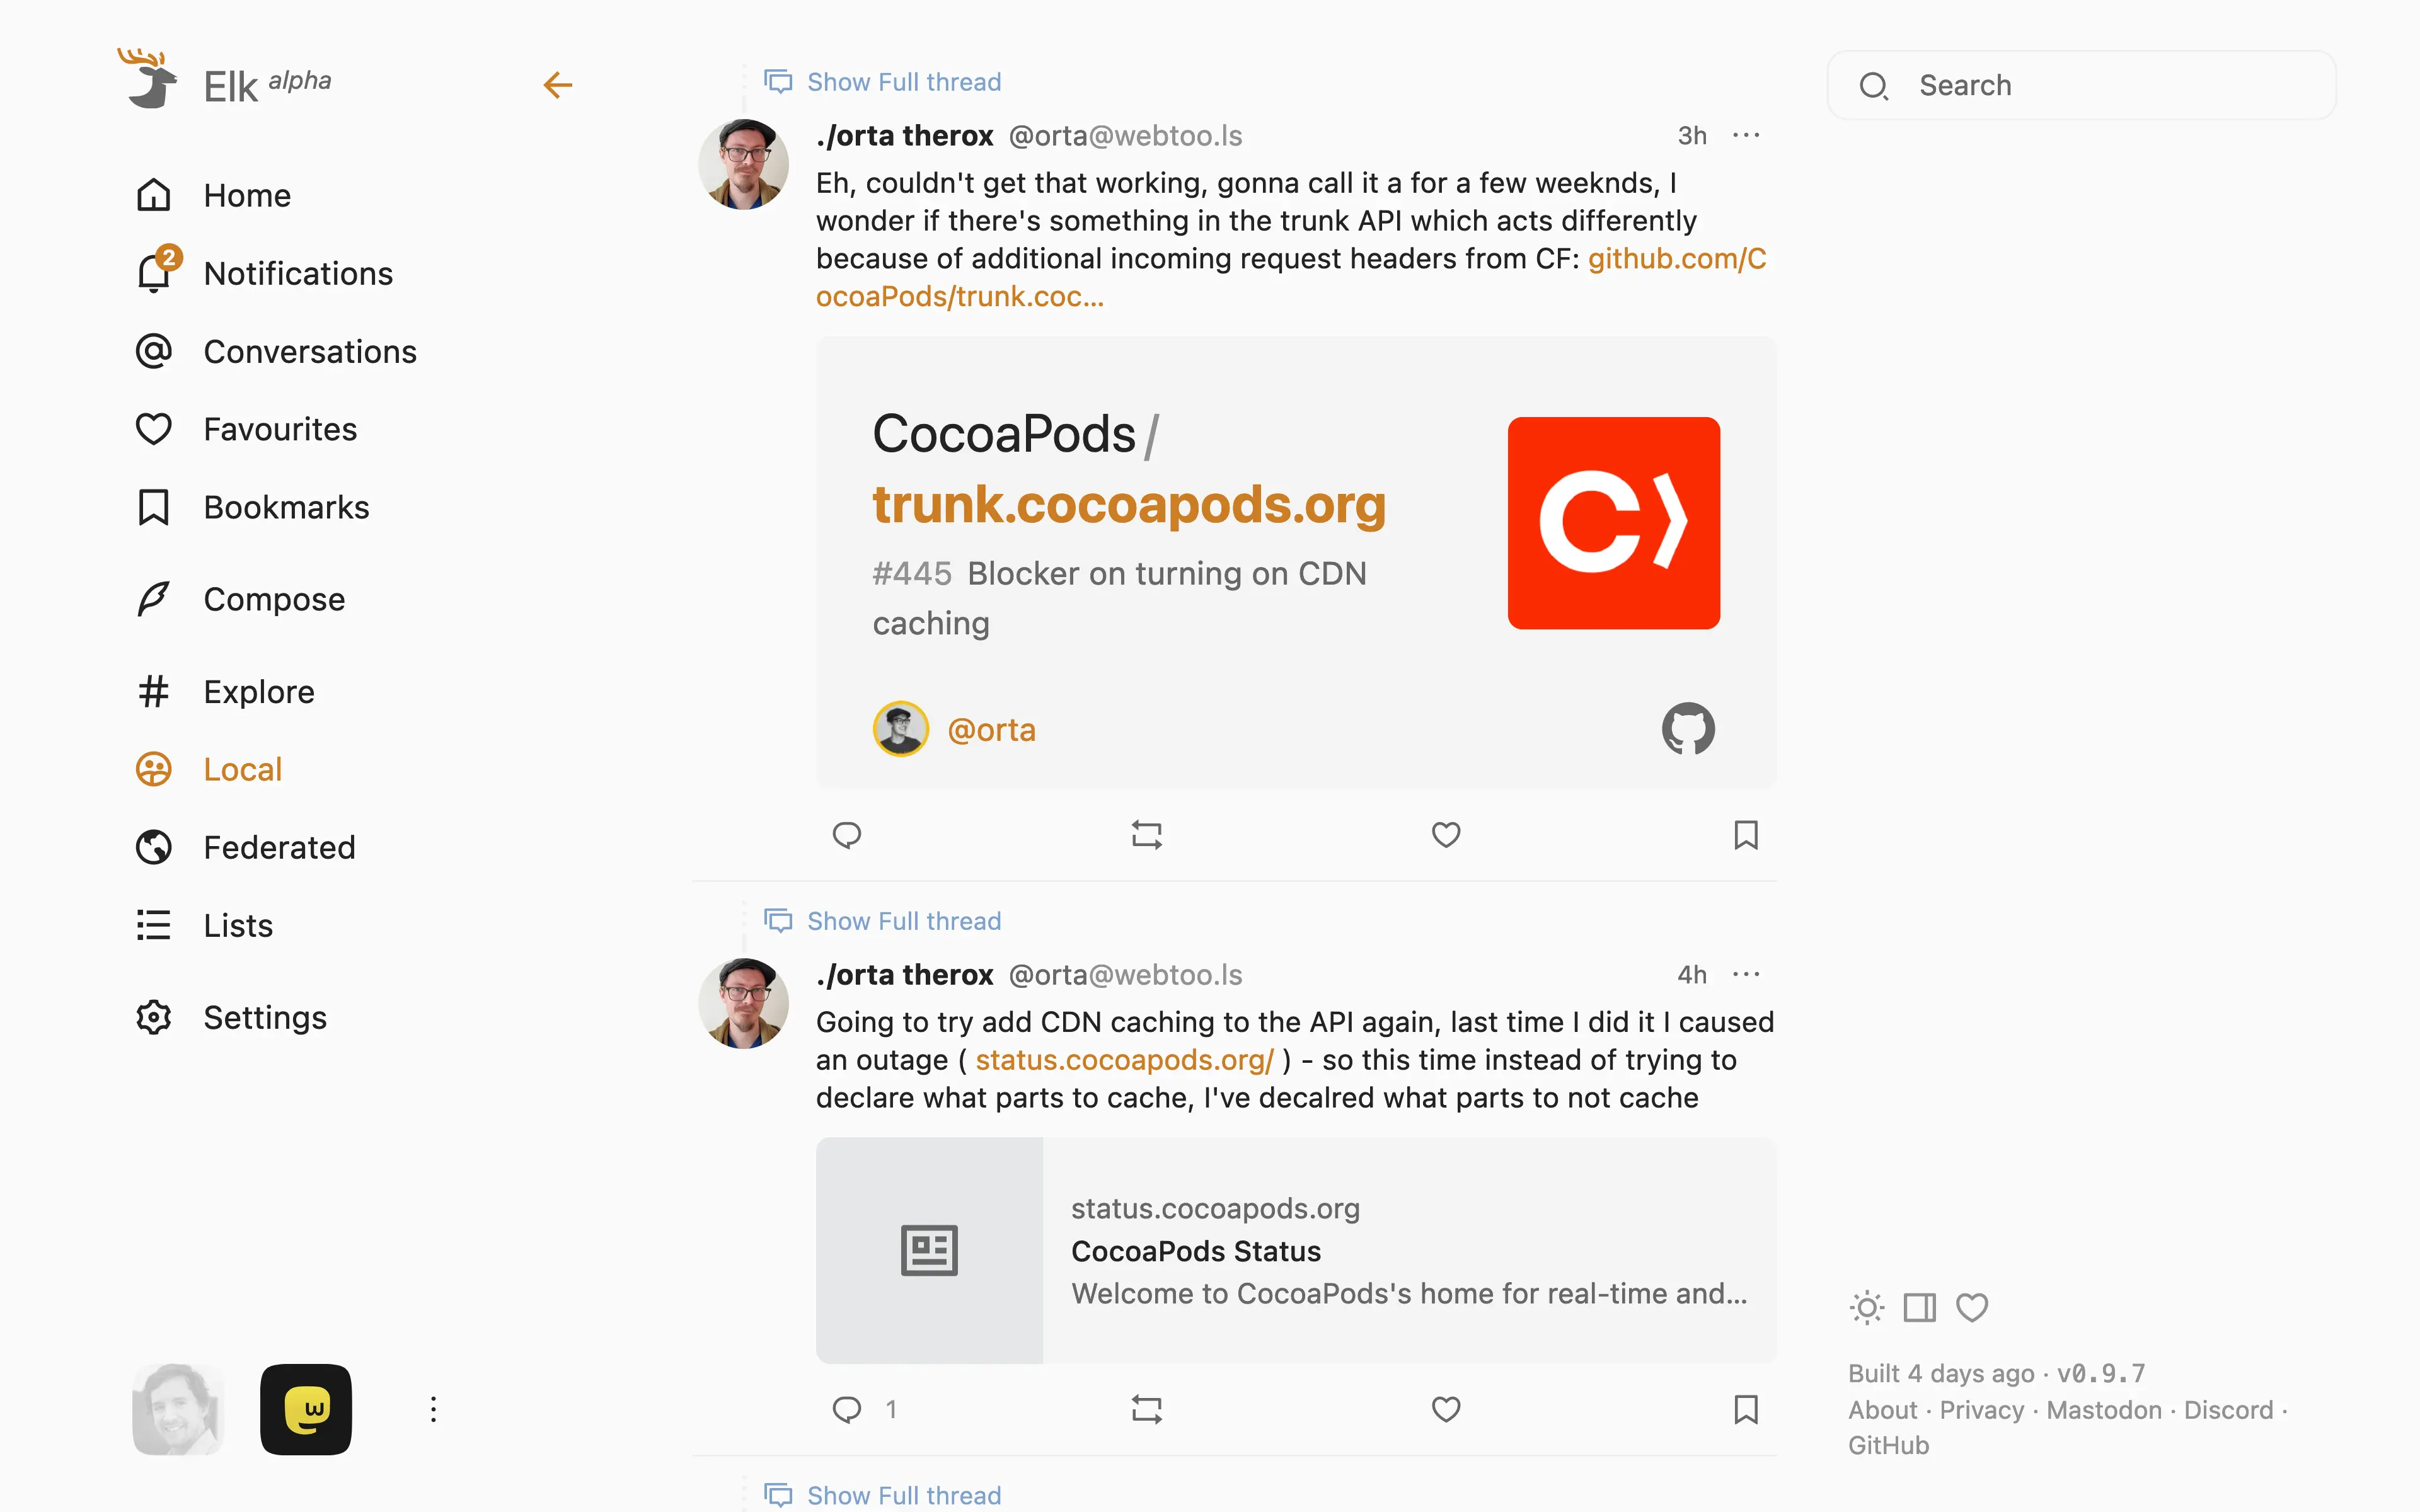 Elk alpha
Home
2
Notifications
Conversations
Favourites
Bookmarks
Compose
Explore
Local
Federated
Lists
Settings
Show Full thread
./orta therox @orta@webtoo.ls 3h ...
Eh, couldn't get that working, gonna call it a for a few weeknds, I
wonder if there's something in the trunk API which acts differently
because of additional incoming request headers from CF: github.com/C
ocoaPods/trunk.coc...
CocoaPods/
trunk.cocoapods.org
#445 Blocker on turning on CDN
caching
@orta
Show Full thread
./orta therox @orta@webtoo.ls 4h ...
Going to try add CDN caching to the API again, last time I did it I caused
an outage ( status.cocoapods.org/ ) - so this time instead of trying to
declare what parts to cache, I've decalred what parts to not cache
status.cocoapods.org
CocoaPods Status
Welcome to CocoaPods's home for real-time and...
1
Show Full thread
Search
Built 4 days ago · v0.9.7
About · Privacy · Mastodon · Discord ·
GitHub